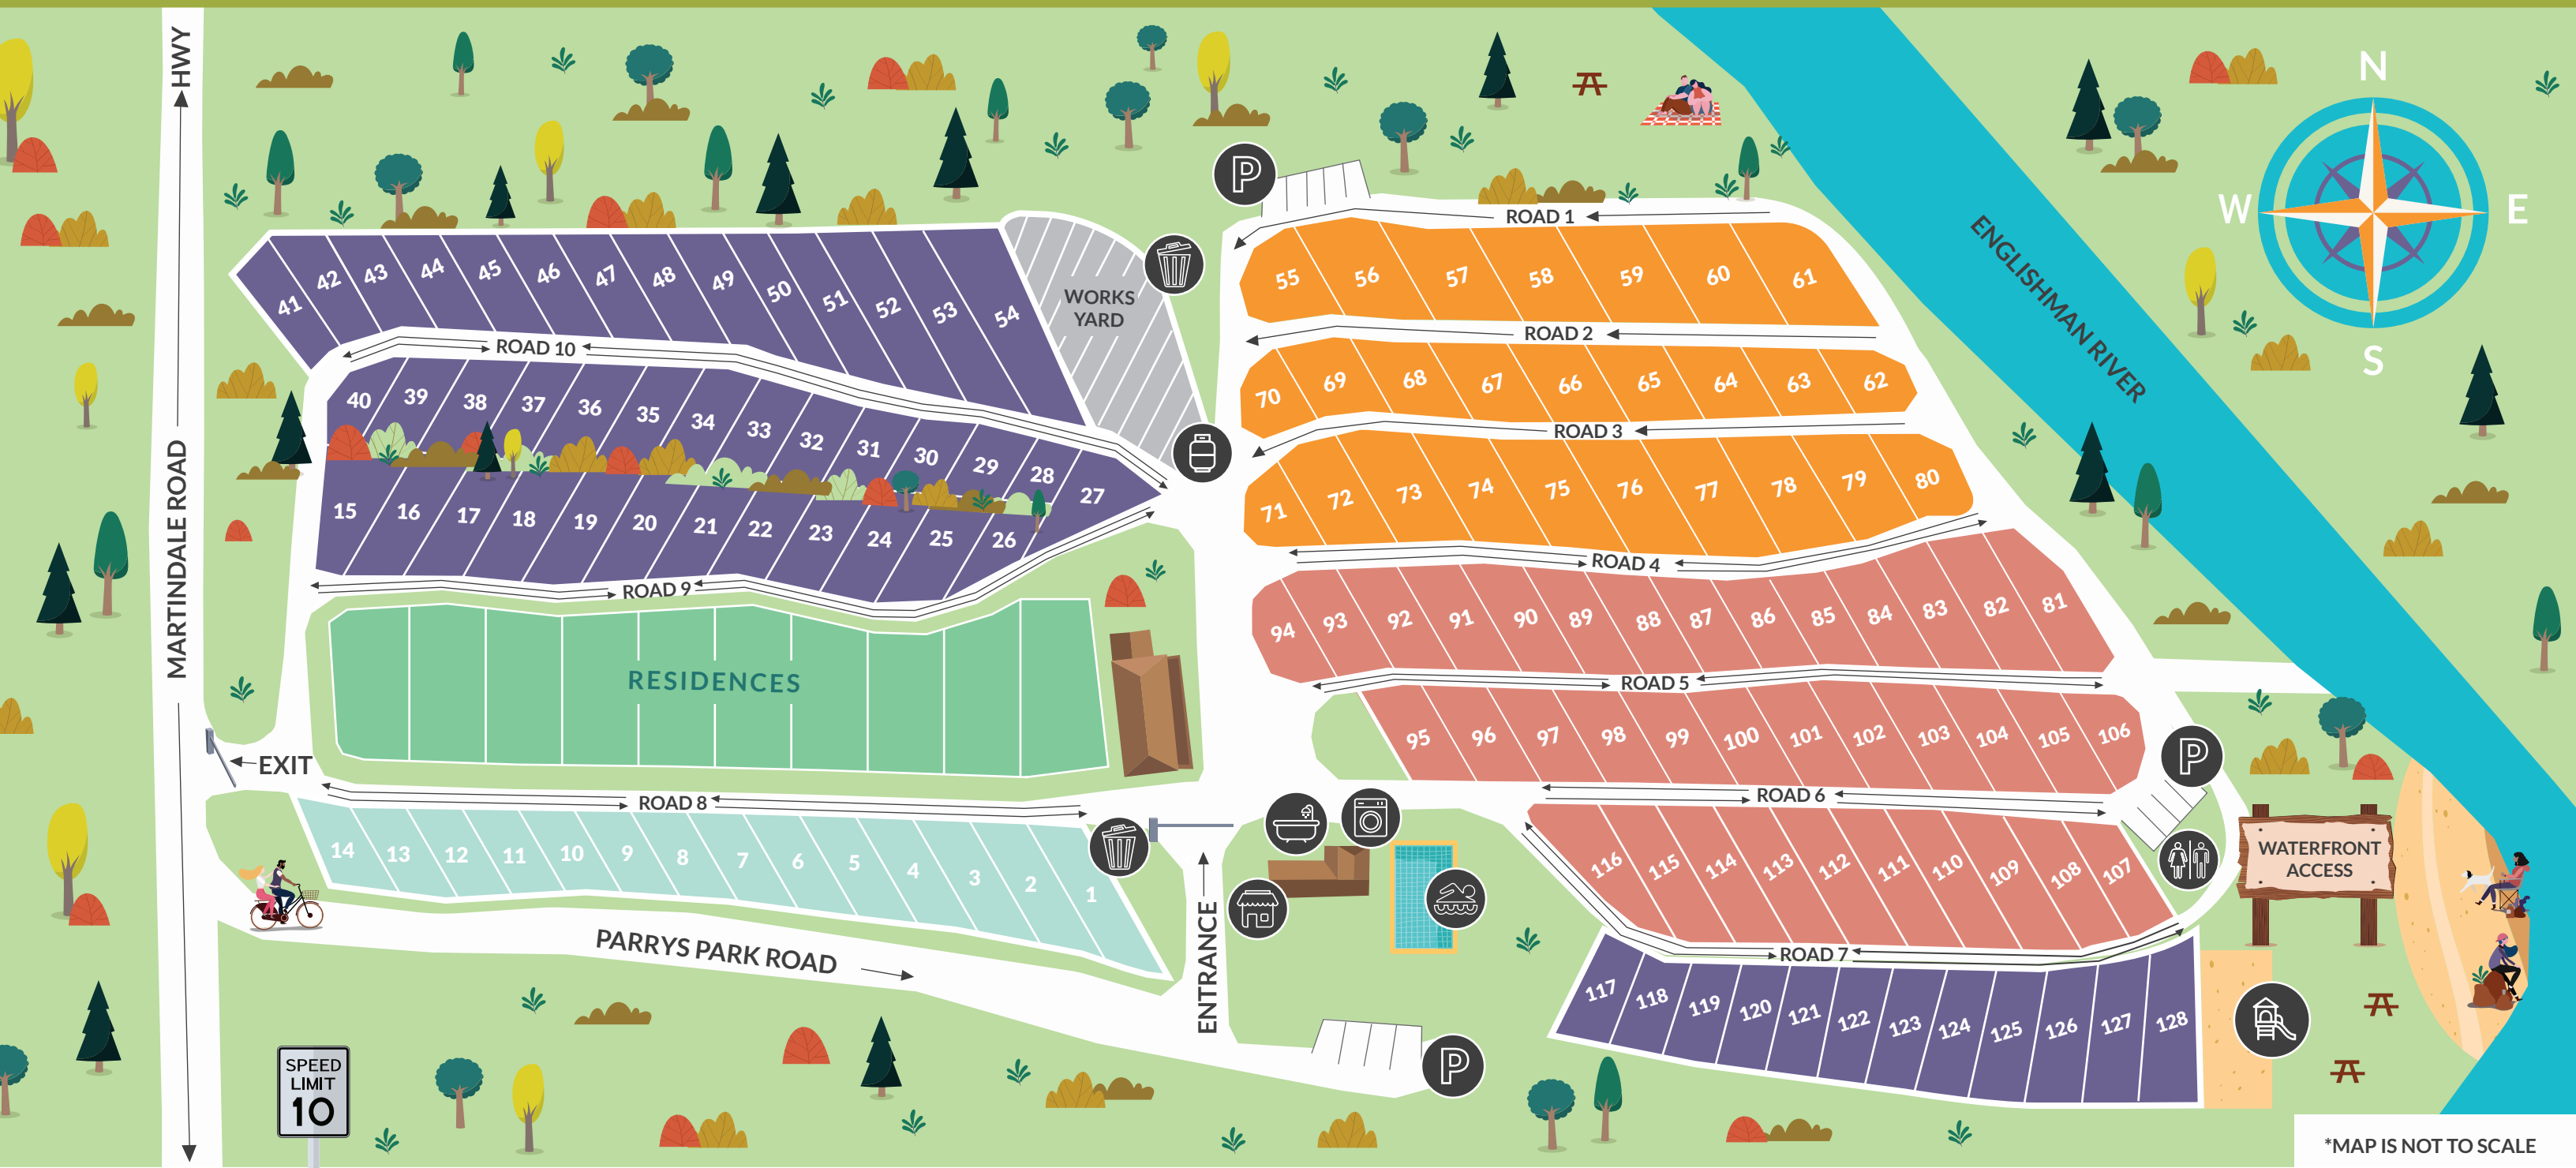 HWY
MARTINDALE ROAD
N
W
E
S
P
ROAD 1
ENGLISHMAN RIVER
WORKS
YARD
41 42 43 44 45 46 47 48 49 50 51 52 53 54
55 56 57 58 59 60 61
ROAD 2
ROAD 10
70 69 68 67 66 65 64 63 62
40 39 38 37 36 35 34 33 32 31 30 29 28 27
ROAD 3
71 72 73 74 75 76 77 78 79 80
15 16 17 18 19 20 21 22 23 24 25 26
ROAD 4
ROAD 9
94 93 92 91 90 89 88 87 86 85 84 83 82 81
RESIDENCES
ROAD 5
95 96 97 98 99 100 101 102 103 104 105 106
P
EXIT
ROAD 8
ROAD 6
14 13 12 11 10 9 8 7 6 5 4 3 2 1
116 115 114 113 112 111 110 109 108 107
WATERFRONT
ACCESS
PARRYS PARK ROAD
ENTRANCE
ROAD 7
117 118 119 120 121 122 123 124 125 126 127 128
P
SPEED
LIMIT
10
*MAP IS NOT TO SCALE